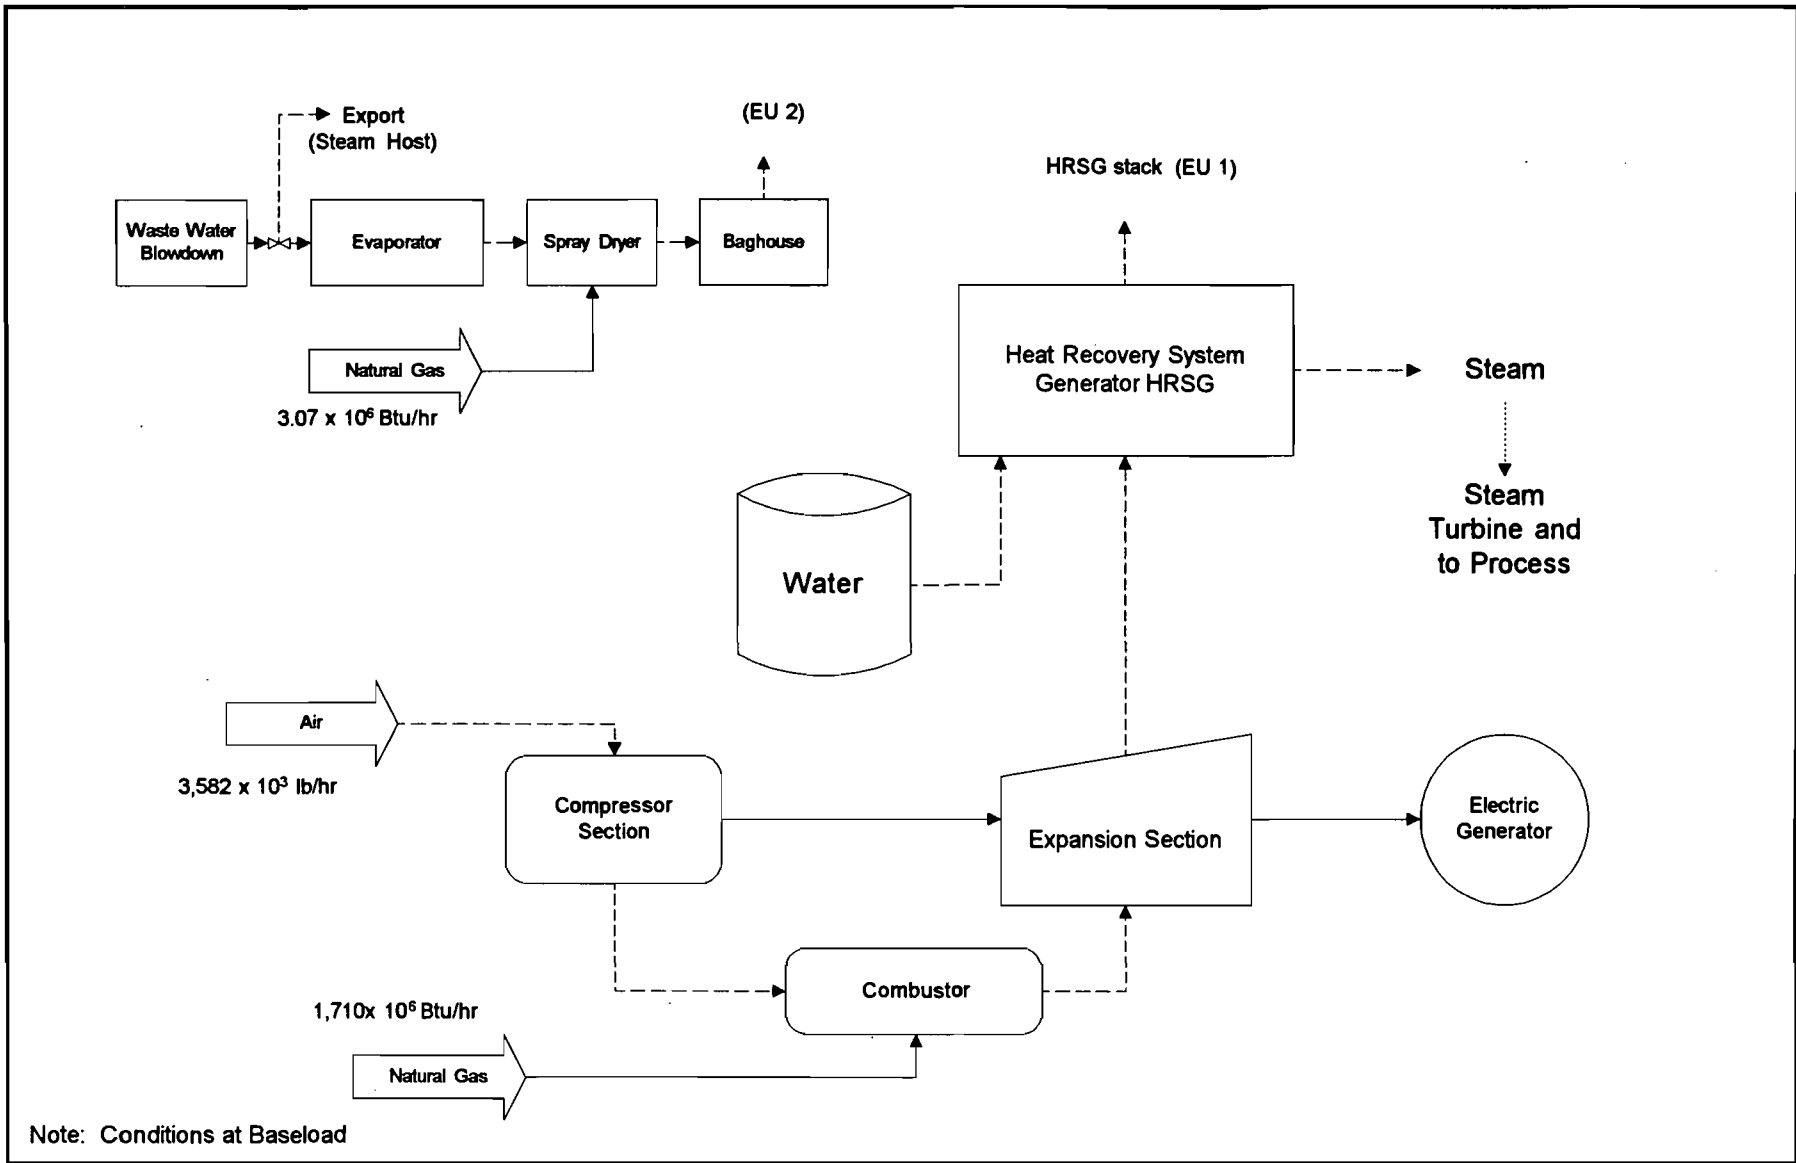 Export
(Steam Host)
(EU 2)
HRSG stack (EU 1)
Waste Water
Blowdown
Evaporator
Spray Dryer
Baghouse
Natural Gas
3.07 x 10⁶ Btu/hr
Heat Recovery System
Generator HRSG
Steam
Steam
Turbine and
to Process
Water
Air
3,582 x 10³ lb/hr
Compressor
Section
Expansion Section
Electric
Generator
Combustor
1,710x 10⁶ Btu/hr
Natural Gas
Note: Conditions at Baseload